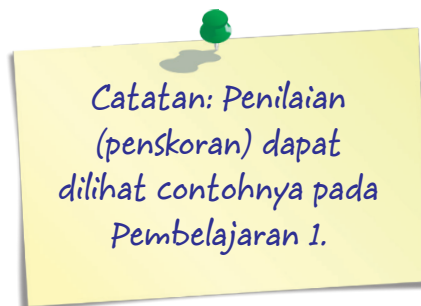 Catatan: Penilaian
(penskoran) dapat
dilihat contohnya pada
Pembelajaran 1.